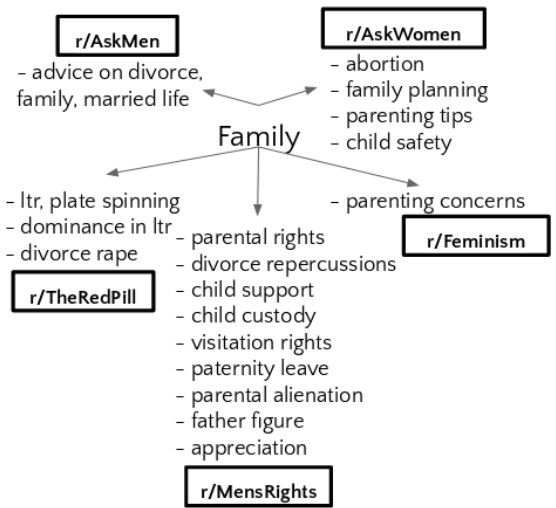 r/AskMen
- advice on divorce,
family, married life
r/AskWomen
- abortion
- family planning
- parenting tips
- child safety
Family
- ltr, plate spinning
- dominance in ltr
- divorce rape
r/TheRedPill
- parental rights
- divorce repercussions
- child support
- child custody
- visitation rights
- paternity leave
- parental alienation
- father figure
- appreciation
r/MensRights
- parenting concerns
r/Feminism